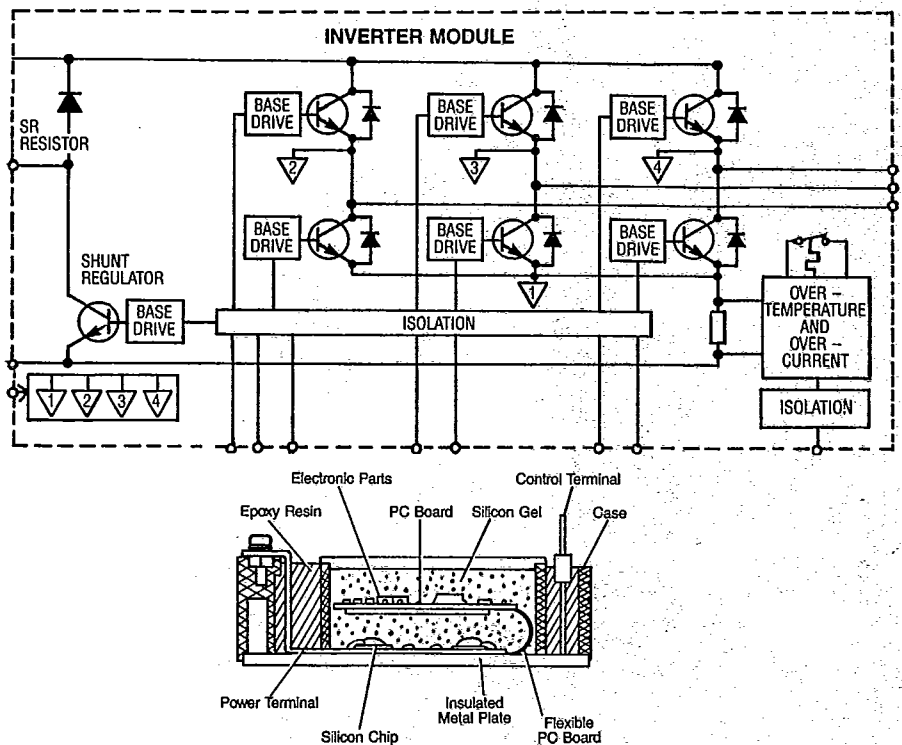 INVERTER MODULE
SR
RESISTOR
BASE
DRIVE
BASE
DRIVE
BASE
DRIVE
2
3
4
BASE
DRIVE
BASE
DRIVE
BASE
DRIVE
SHUNT
REGULATOR
BASE
DRIVE
1
ISOLATION
OVER –
TEMPERATURE
AND
OVER –
CURRENT
1
2
3
4
ISOLATION
Electronic Parts
Control Terminal
Epoxy Resin
PC Board
Silicon Gel
Case
Power Terminal
Silicon Chip
Insulated
Metal Plate
Flexible
PC Board